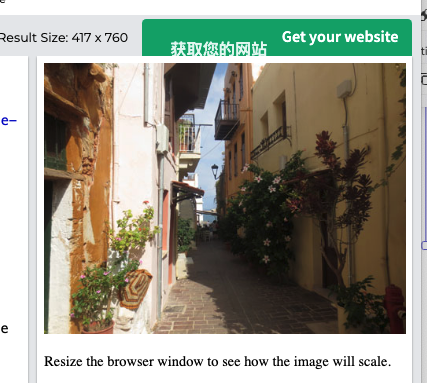 Result Size: 417 x 760
获取您的网站 Get your website
e–
e
Resize the browser window to see how the image will scale.